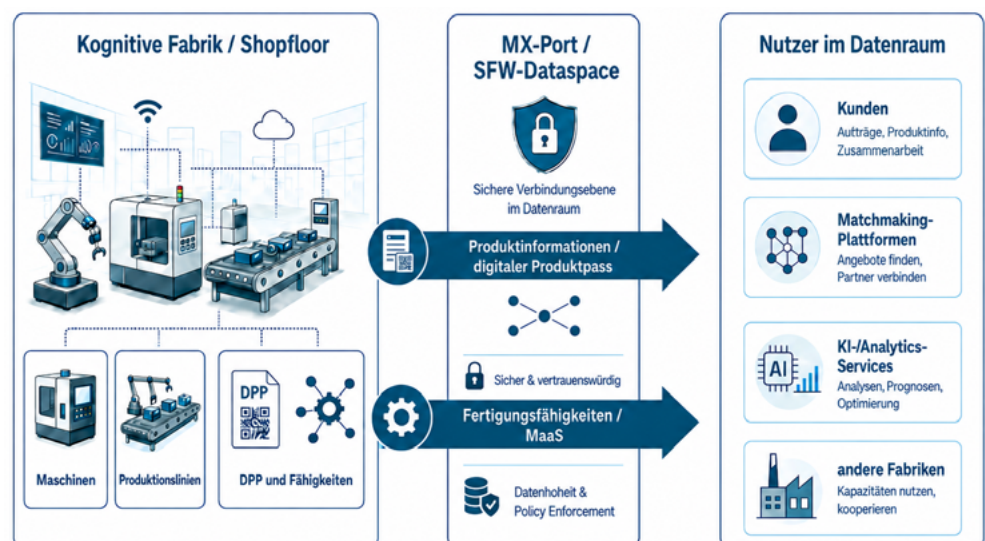 Kognitive Fabrik / Shopfloor
Maschinen
Produktionslinien
DPP
DPP und Fähigkeiten
MX-Port /
SFW-Dataspace
Sichere Verbindungsebene
im Datenraum
Produktinformationen /
digitaler Produktpass
Sicher & vertrauenswürdig
Fertigungsfähigkeiten /
MaaS
Datenhoheit &
Policy Enforcement
Nutzer im Datenraum
Kunden
Aufträge, Produktinfo,
Zusammenarbeit
Matchmaking-
Plattformen
Angebote finden,
Partner verbinden
AI
KI-/Analytics-
Services
Analysen, Prognosen,
Optimierung
andere Fabriken
Kapazitäten nutzen,
kooperieren